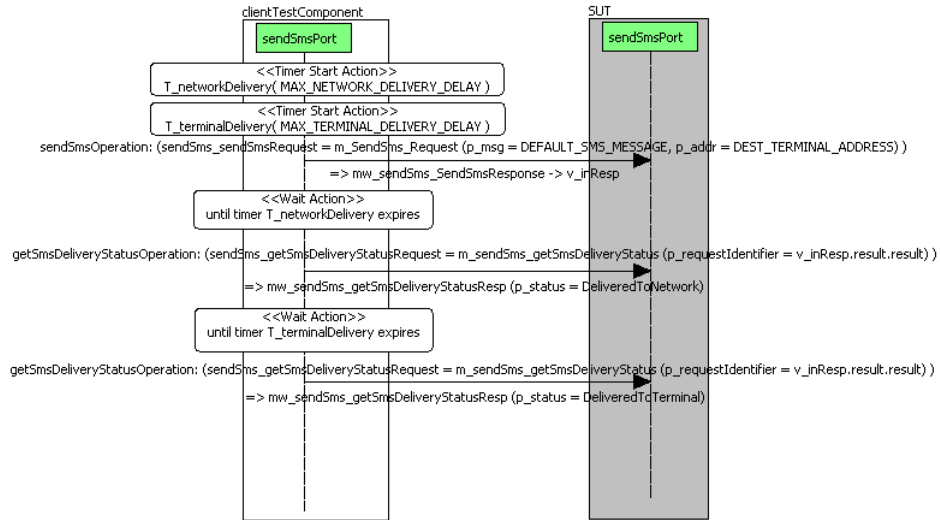 clientTestComponent
SUT
sendSmsPort
sendSmsPort
<<Timer Start Action>>
T_networkDelivery( MAX_NETWORK_DELIVERY_DELAY )
<<Timer Start Action>>
T_terminalDelivery( MAX_TERMINAL_DELIVERY_DELAY )
sendSmsOperation: (sendSms_sendSmsRequest = m_SendSms_Request (p_msg = DEFAULT_SMS_MESSAGE, p_addr = DEST_TERMINAL_ADDRESS) )
=> mw_sendSms_SendSmsResponse -> v_inResp
<<Wait Action>>
until timer T_networkDelivery expires
getSmsDeliveryStatusOperation: (sendSms_getSmsDeliveryStatusRequest = m_sendSms_getSmsDeliveryStatus (p_requestIdentifier = v_inResp.result.result) )
=> mw_sendSms_getSmsDeliveryStatusResp (p_status = DeliveredToNetwork)
<<Wait Action>>
until timer T_terminalDelivery expires
getSmsDeliveryStatusOperation: (sendSms_getSmsDeliveryStatusRequest = m_sendSms_getSmsDeliveryStatus (p_requestIdentifier = v_inResp.result.result) )
=> mw_sendSms_getSmsDeliveryStatusResp (p_status = DeliveredToTerminal)